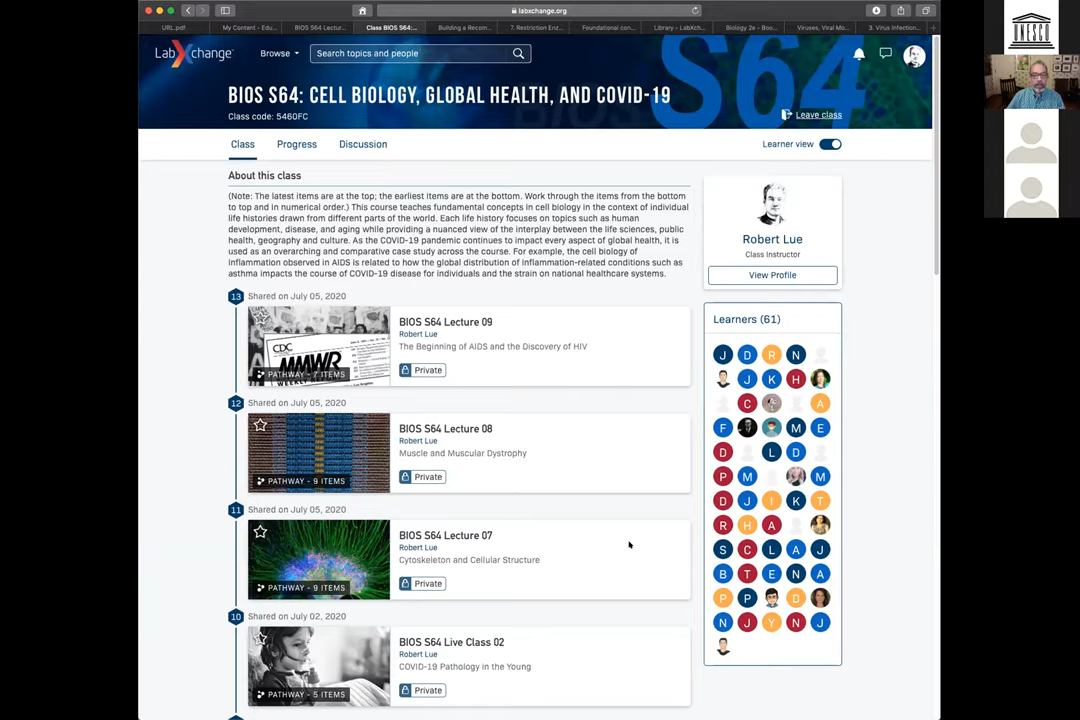 labxchange.org
URL.pdf
My Content - Edu...
BIOS S64 Lectur...
Class BIOS S64:...
Building a Recom...
7. Restriction Enz...
Foundational con...
Library - LabXch...
Biology 2e - Boo...
Viruses, Viral Mo...
3. Virus Infection...
LabXchange
Browse
Search topics and people
S64
BIOS S64: CELL BIOLOGY, GLOBAL HEALTH, AND COVID-19
Class code: 5460FC
Leave class
Class
Progress
Discussion
Learner view
About this class
(Note: The latest items are at the top; the earliest items are at the bottom. Work through the items from the bottom
to top and in numerical order.) This course teaches fundamental concepts in cell biology in the context of individual
life histories drawn from different parts of the world. Each life history focuses on topics such as human
development, disease, and aging while providing a nuanced view of the interplay between the life sciences, public
health, geography and culture. As the COVID-19 pandemic continues to impact every aspect of global health, it is
used as an overarching and comparative case study across the course. For example, the cell biology of
inflammation observed in AIDS is related to how the global distribution of inflammation-related conditions such as
asthma impacts the course of COVID-19 disease for individuals and the strain on national healthcare systems.
13
Shared on July 05, 2020
CDC
MMWR
PATHWAY - 7 ITEMS
BIOS S64 Lecture 09
Robert Lue
The Beginning of AIDS and the Discovery of HIV
Private
12
Shared on July 05, 2020
PATHWAY - 9 ITEMS
BIOS S64 Lecture 08
Robert Lue
Muscle and Muscular Dystrophy
Private
11
Shared on July 05, 2020
PATHWAY - 9 ITEMS
BIOS S64 Lecture 07
Robert Lue
Cytoskeleton and Cellular Structure
Private
10
Shared on July 02, 2020
PATHWAY - 5 ITEMS
BIOS S64 Live Class 02
Robert Lue
COVID-19 Pathology in the Young
Private
Robert Lue
Class Instructor
View Profile
Learners (61)
J D R N
J K H
C A
F M E
D L D
P M M
D J I K T
R H A
S C L A J
B T E N A
P P D
N J Y N J
UNESCO